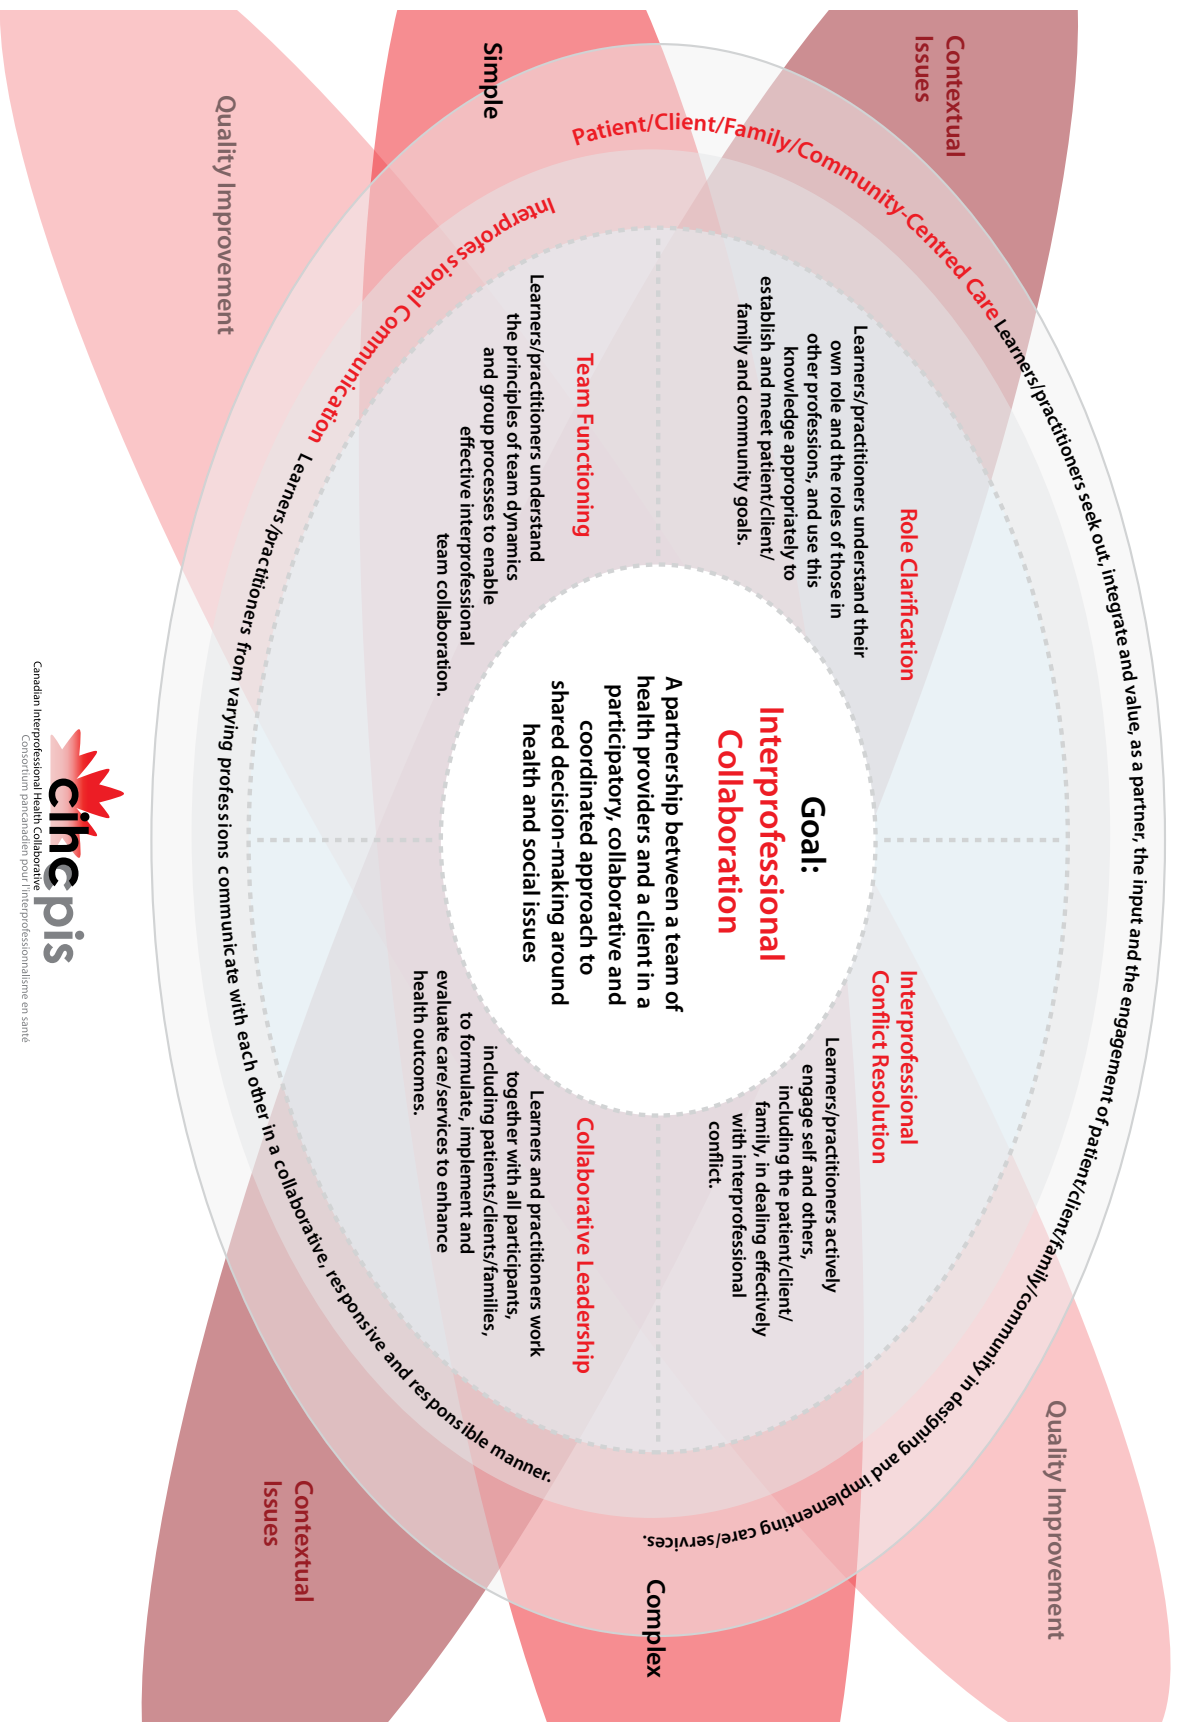 Contextual
Issues
Quality Improvement
Simple
Complex
Patient/Client/Family/Community-Centred Care Learners/practitioners seek out, integrate and value, as a partner, the input and the engagement of patient/client/family/community in designing and implementing care/services.
Role Clarification
Learners/practitioners understand their
own role and the roles of those in
other professions, and use this
knowledge appropriately to
establish and meet patient/client/
family and community goals.
Interprofessional
Conflict Resolution
Learners/practitioners actively
engage self and others,
including the patient/client/
family, in dealing effectively
with interprofessional
conflict.
Goal:
Interprofessional
Collaboration
A partnership between a team of
health providers and a client in a
participatory, collaborative and
coordinated approach to
shared decision-making around
health and social issues
Team Functioning
Learners/practitioners understand
the principles of team dynamics
and group processes to enable
effective interprofessional
team collaboration.
Collaborative Leadership
Learners and practitioners work
together with all participants,
including patients/clients/families,
to formulate, implement and
evaluate care/services to enhance
health outcomes.
Interprofessional Communication Learners/practitioners from varying professions communicate with each other in a collaborative, responsive and responsible manner.
Quality Improvement
Contextual
Issues
cihcpis
Canadian Interprofessional Health Collaborative
Consortium pancanadien pour l'interprofessionnalisme en santé